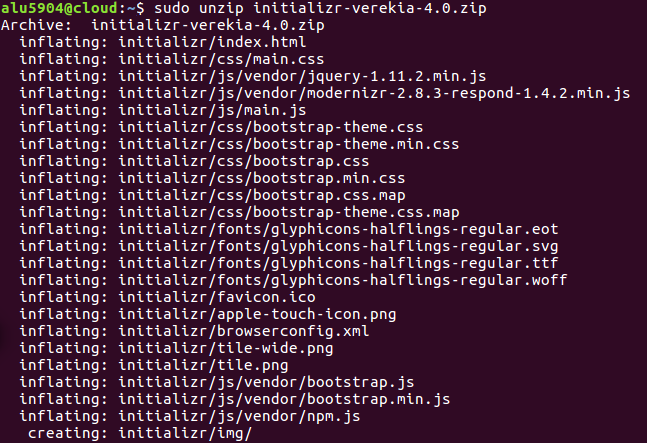 alu5904@cloud:~$ sudo unzip initializr-verekia-4.0.zip
Archive:  initializr-verekia-4.0.zip
  inflating: initializr/index.html
  inflating: initializr/css/main.css
  inflating: initializr/js/vendor/jquery-1.11.2.min.js
  inflating: initializr/js/vendor/modernizr-2.8.3-respond-1.4.2.min.js
  inflating: initializr/js/main.js
  inflating: initializr/css/bootstrap-theme.css
  inflating: initializr/css/bootstrap-theme.min.css
  inflating: initializr/css/bootstrap.css
  inflating: initializr/css/bootstrap.min.css
  inflating: initializr/css/bootstrap.css.map
  inflating: initializr/css/bootstrap-theme.css.map
  inflating: initializr/fonts/glyphicons-halflings-regular.eot
  inflating: initializr/fonts/glyphicons-halflings-regular.svg
  inflating: initializr/fonts/glyphicons-halflings-regular.ttf
  inflating: initializr/fonts/glyphicons-halflings-regular.woff
  inflating: initializr/favicon.ico
  inflating: initializr/apple-touch-icon.png
  inflating: initializr/browserconfig.xml
  inflating: initializr/tile-wide.png
  inflating: initializr/tile.png
  inflating: initializr/js/vendor/bootstrap.js
  inflating: initializr/js/vendor/bootstrap.min.js
  inflating: initializr/js/vendor/npm.js
   creating: initializr/img/